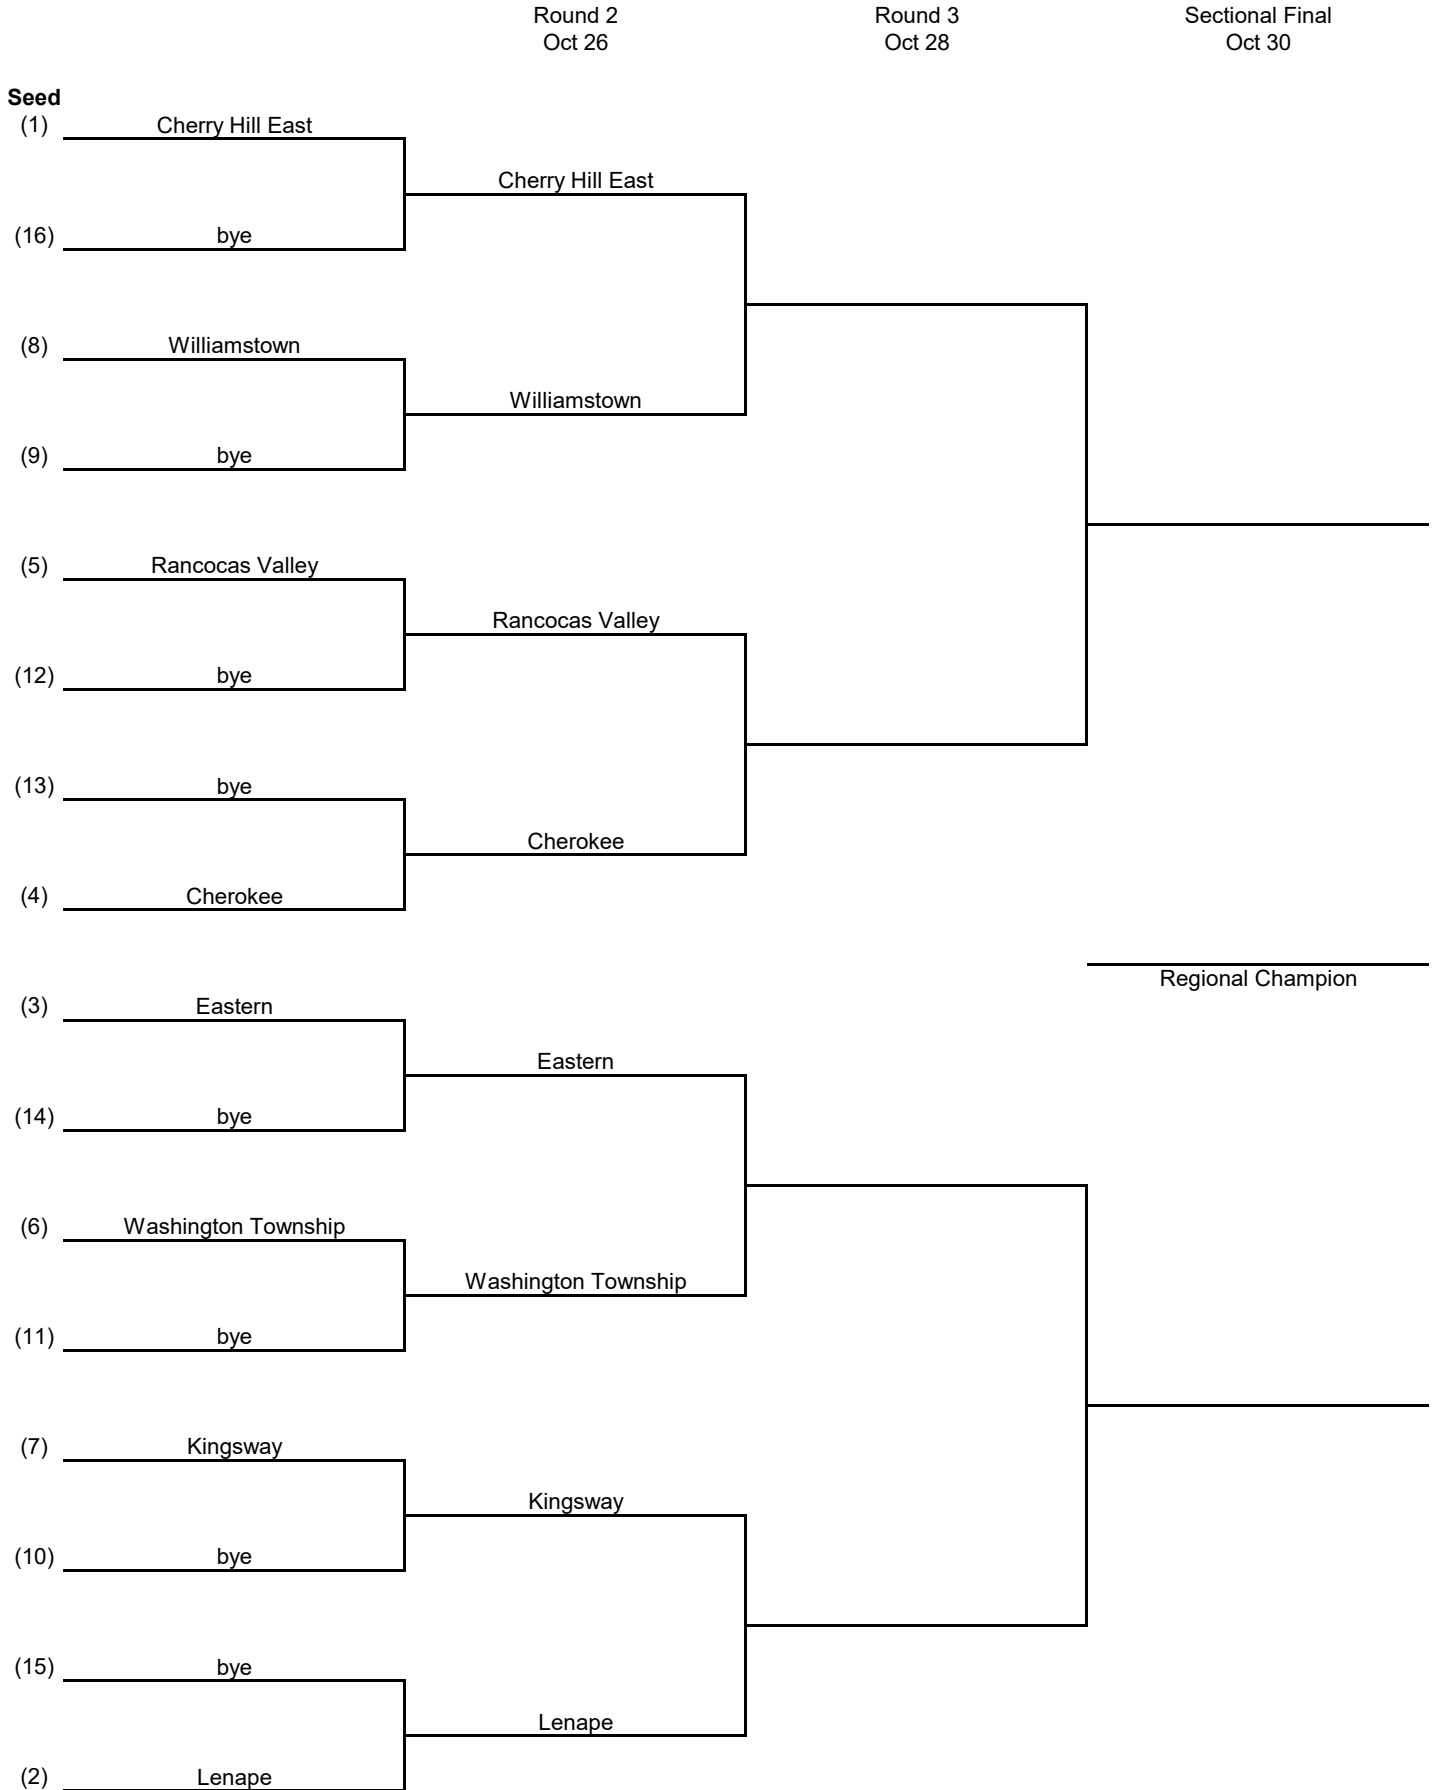 Round 2 Round 3 Sectional Final
Oct 26 Oct 28 Oct 30
Seed
(1) Cherry Hill East
Cherry Hill East
(16) bye
(8) Williamstown
Williamstown
(9) bye
(5) Rancocas Valley
Rancocas Valley
(12) bye
(13) bye
Cherokee
(4) Cherokee
Regional Champion
(3) Eastern
Eastern
(14) bye
(6) Washington Township
Washington Township
(11) bye
(7) Kingsway
Kingsway
(10) bye
(15) bye
Lenape
(2) Lenape